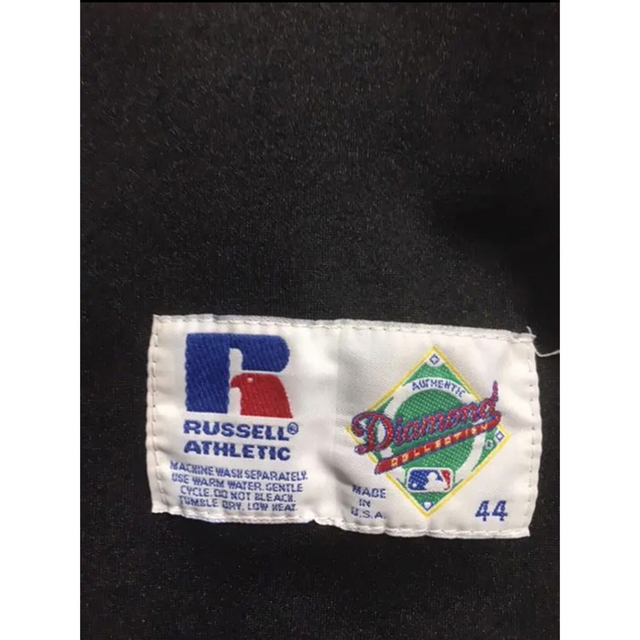 RUSSELL®
ATHLETIC
MACHINE WASH SEPARATELY.
USE WARM WATER. GENTLE
CYCLE. DO NOT BLEACH.
TUMBLE DRY, LOW HEAT.
AUTHENTIC
Diamond
COLLECTION
MADE
IN
U.S.A.
44